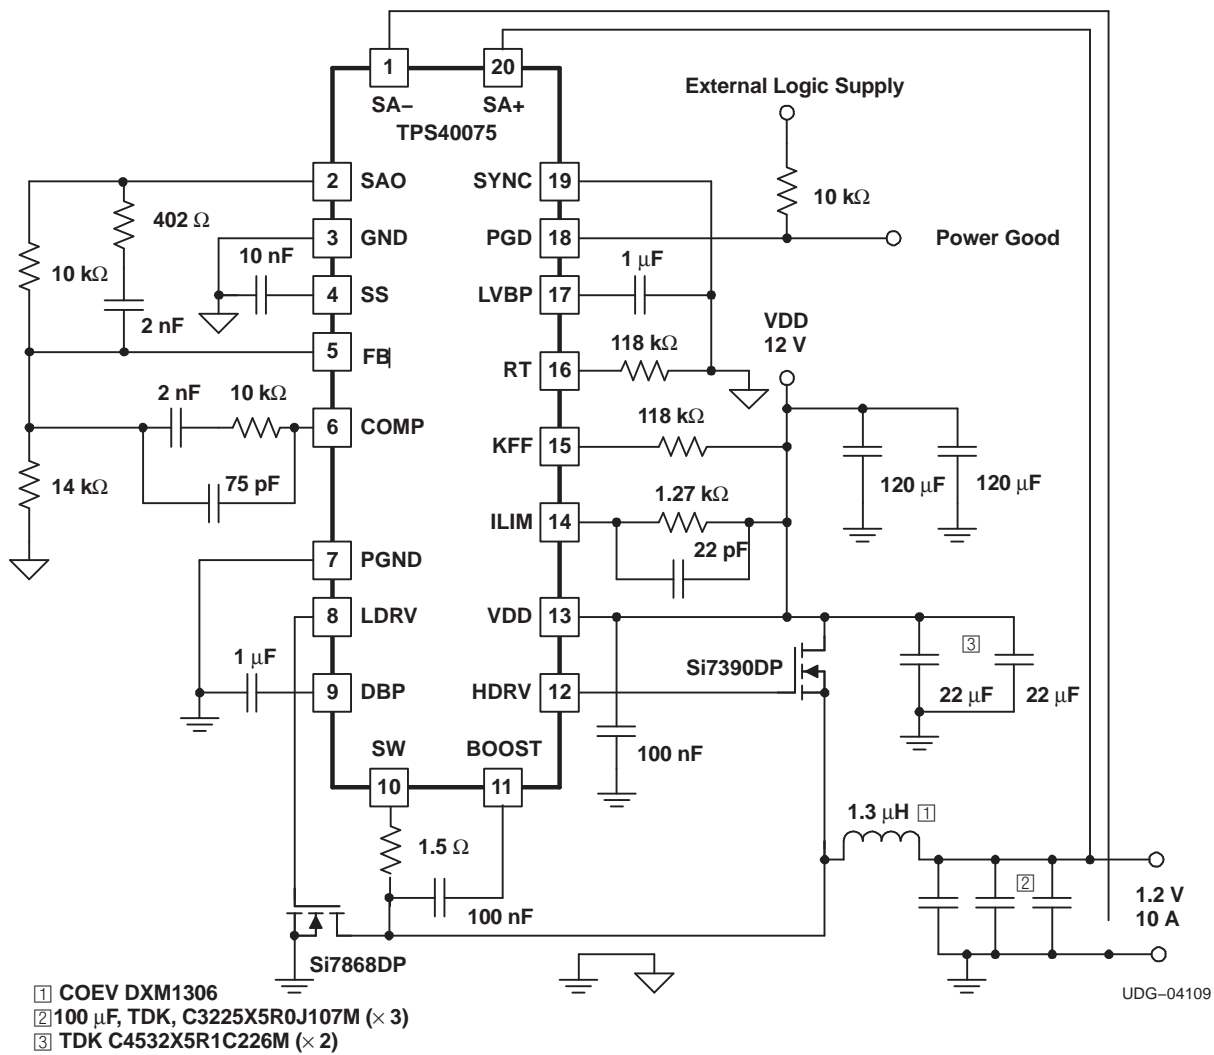 1
20
SA– SA+
TPS40075
External Logic Supply
2 SAO
SYNC 19
402 Ω
10 kΩ
3 GND
PGD 18
Power Good
10 nF
1 μF
10 kΩ
4 SS
LVBP 17
2 nF
VDD
12 V
118 kΩ
5 FB
RT 16
2 nF
10 kΩ
118 kΩ
6 COMP
KFF 15
14 kΩ
75 pF
1.27 kΩ
120 μF
120 μF
ILIM 14
22 pF
7 PGND
8 LDRV
VDD 13
1 μF
Si7390DP
3
9 DBP
HDRV 12
22 μF
22 μF
SW
BOOST
100 nF
10
11
1.3 μH 1
1.5 Ω
2
1.2 V
10 A
100 nF
Si7868DP
1 COEV DXM1306
UDG–04109
2 100 μF, TDK, C3225X5R0J107M (× 3)
3 TDK C4532X5R1C226M (× 2)